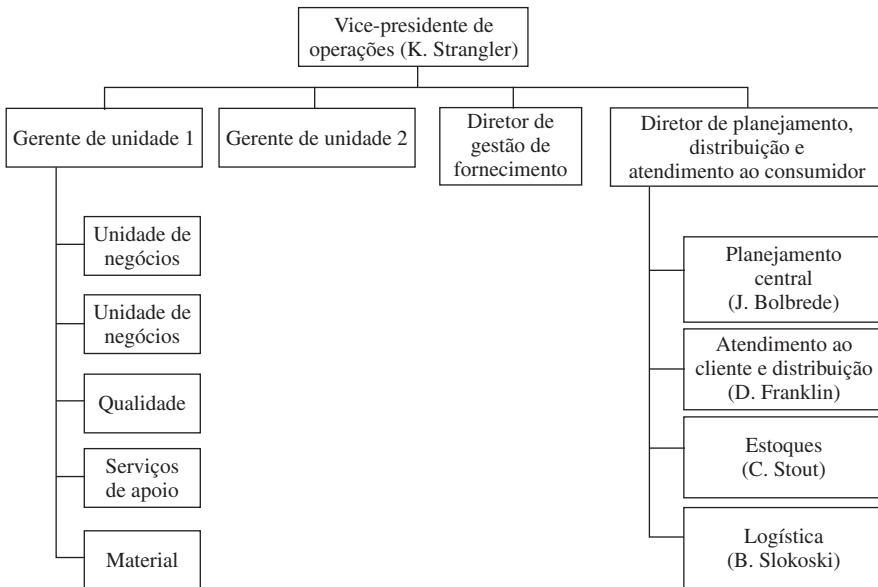 Vice-presidente de
operações (K. Strangler)
Gerente de unidade 1
Gerente de unidade 2
Diretor de
gestão de
fornecimento
Diretor de planejamento,
distribuição e
atendimento ao consumidor
Unidade de
negócios
Unidade de
negócios
Qualidade
Serviços
de apoio
Material
Planejamento
central
(J. Bolbrede)
Atendimento ao
cliente e distribuição
(D. Franklin)
Estoques
(C. Stout)
Logística
(B. Slokoski)